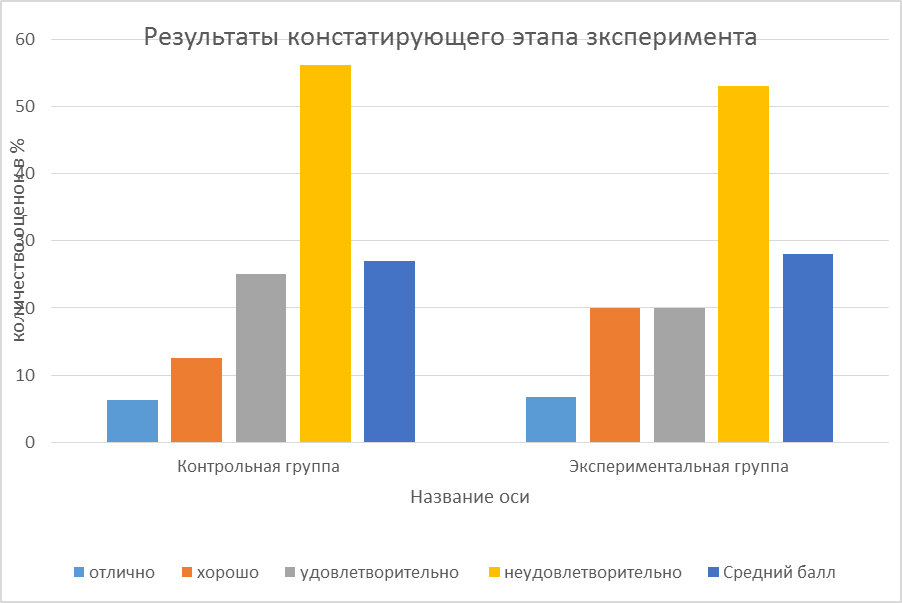 Результаты констатирующего этапа зксперимента
60
50
40
30
20
10
0
количество оценок в %
Контрольная группа
Экспериментальная группа
Название оси
отлично
хорошо
удовлетворительно
неудовлетворительно
Средний балл